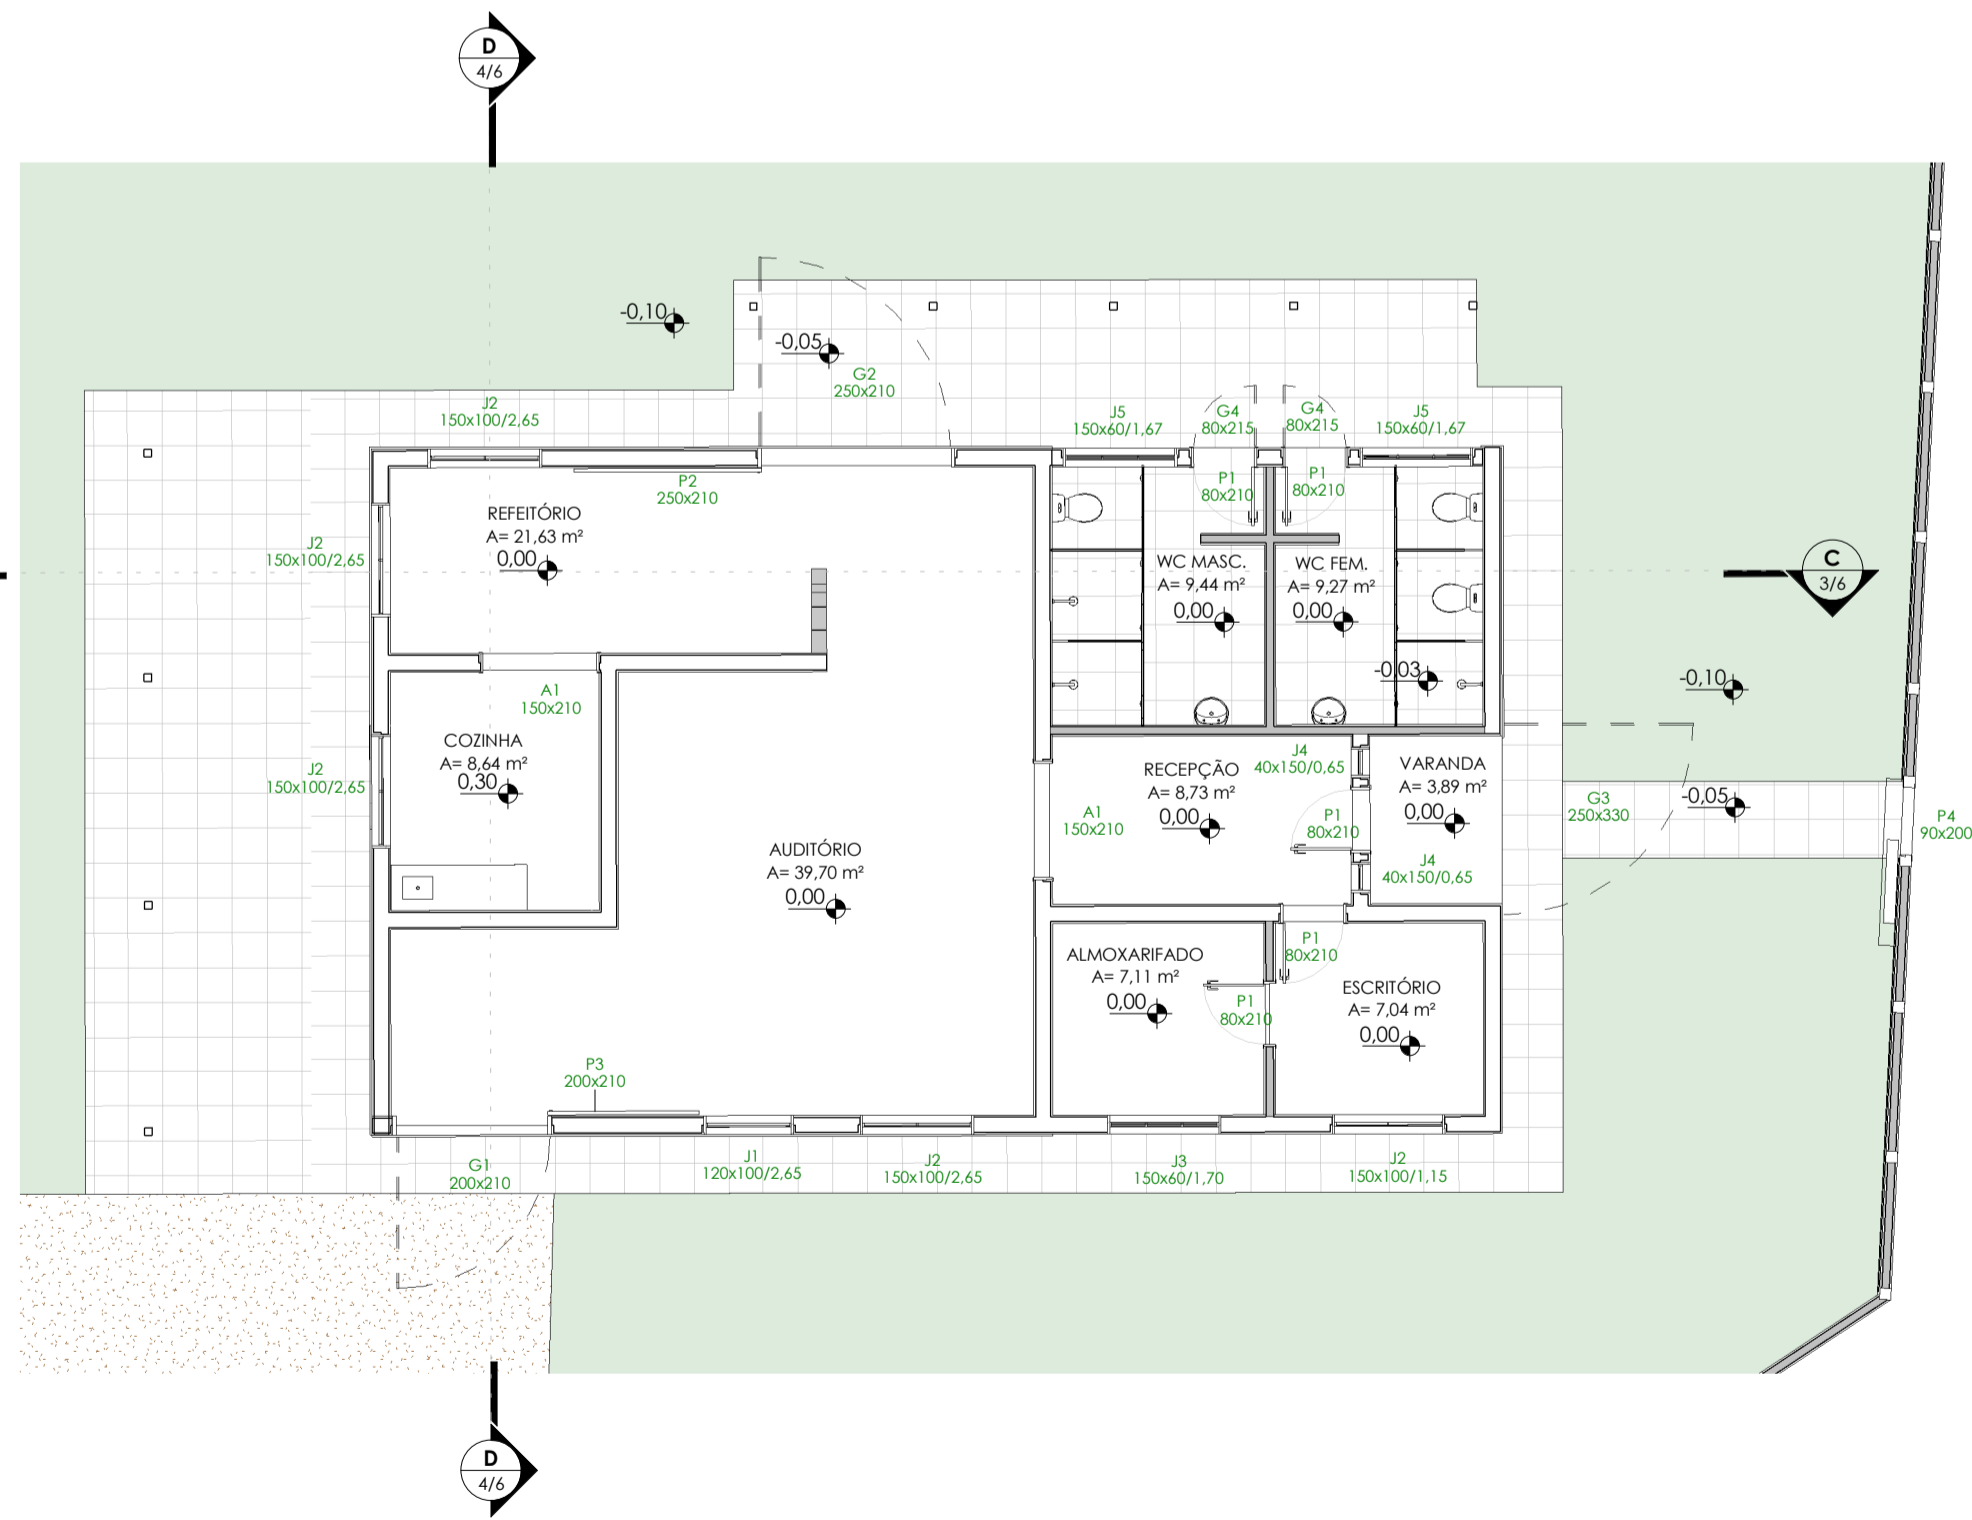 D
4/6
-0,10
-0,05
G2
250x210
J2
150x100/2,65
J5
150x60/1,67
G4
80x215
G4
80x215
J5
150x60/1,67
P2
250x210
P1
80x210
P1
80x210
REFEITÓRIO
A= 21,63 m²
0,00
J2
150x100/2,65
WC MASC.
A= 9,44 m²
0,00
WC FEM.
A= 9,27 m²
0,00
C
3/6
-0,03
-0,10
A1
150x210
COZINHA
A= 8,64 m²
0,30
J2
150x100/2,65
RECEPÇÃO
A= 8,73 m²
0,00
J4
40x150/0,65
VARANDA
A= 3,89 m²
0,00
A1
150x210
P1
80x210
G3
250x330
-0,05
P4
90x200
AUDITÓRIO
A= 39,70 m²
0,00
J4
40x150/0,65
ALMOXARIFADO
A= 7,11 m²
0,00
P1
80x210
P1
80x210
ESCRITÓRIO
A= 7,04 m²
0,00
P3
200x210
G1
200x210
J1
120x100/2,65
J2
150x100/2,65
J3
150x60/1,70
J2
150x100/1,15
D
4/6